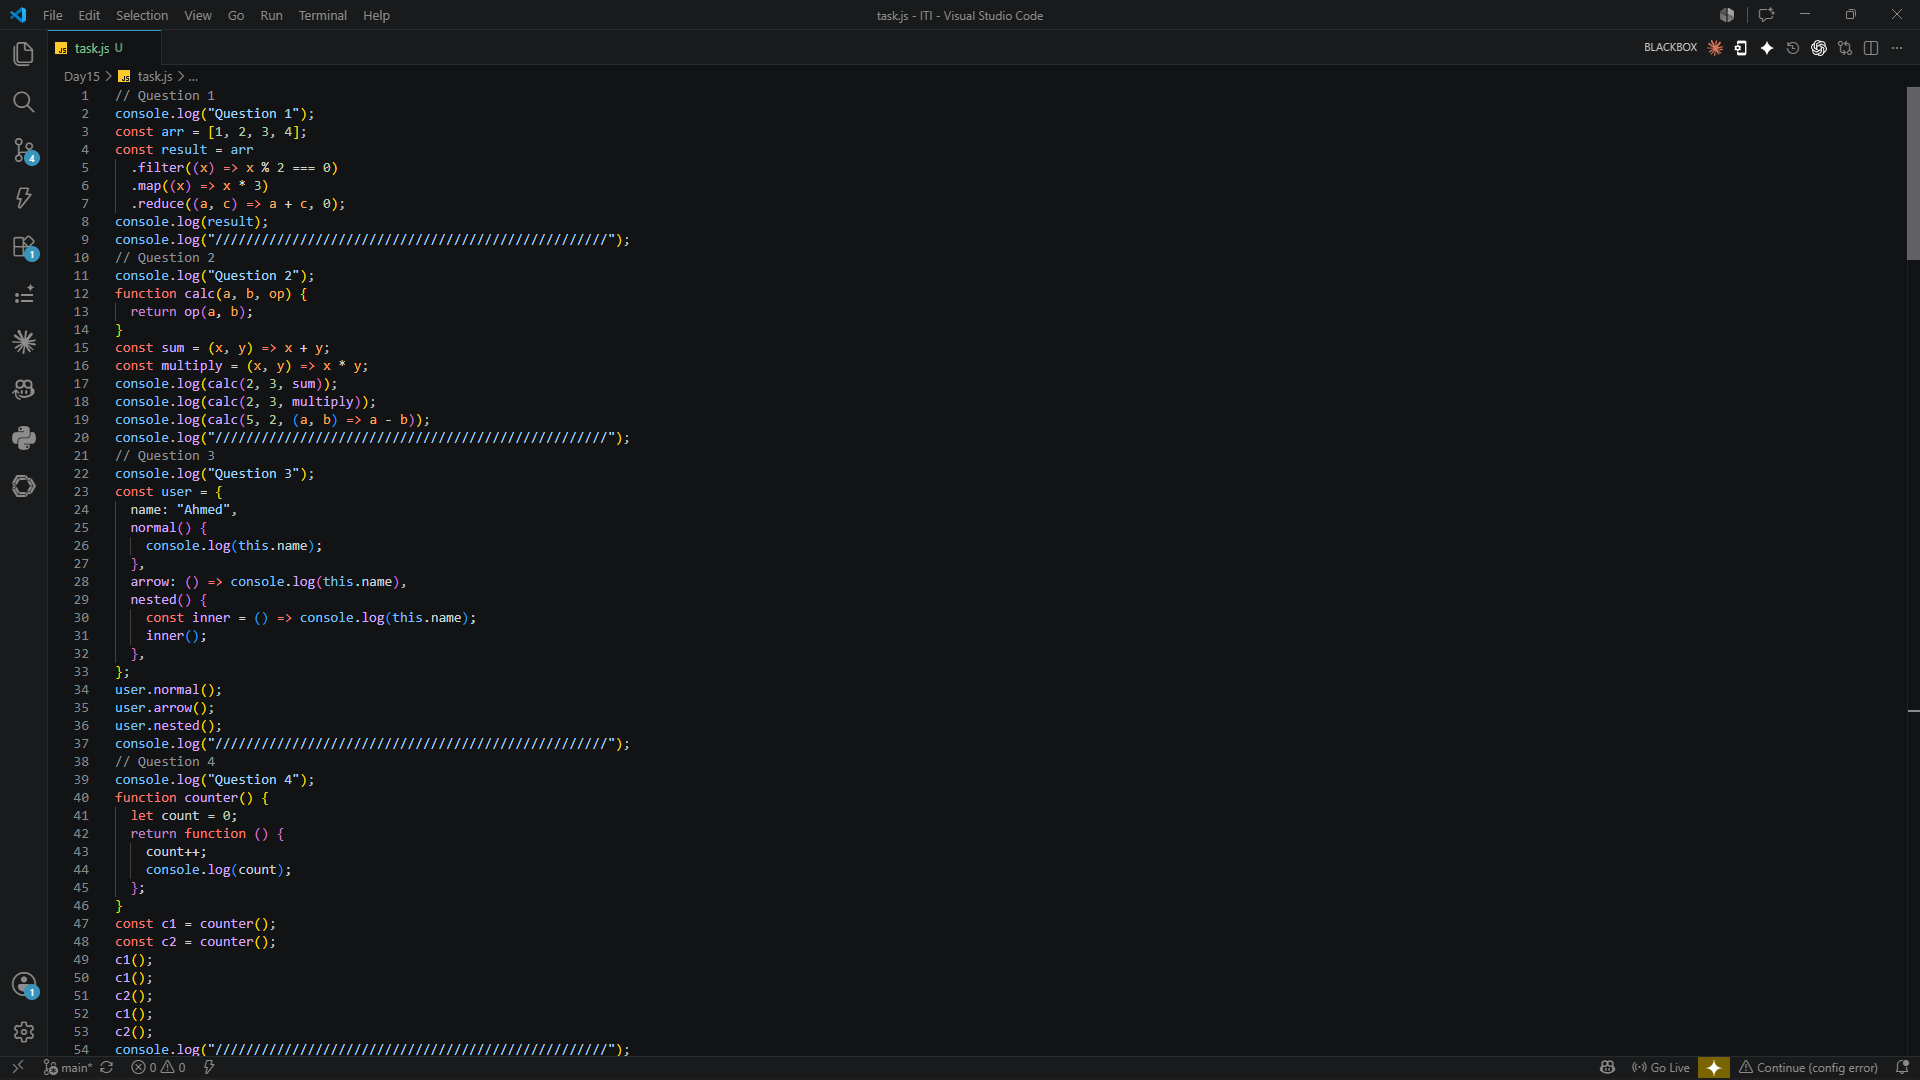 File Edit Selection View Go Run Terminal Help
task.js - ITI - Visual Studio Code
task.js U
BLACKBOX
Day15 > task.js > ...
1 // Question 1
2 console.log("Question 1");
3 const arr = [1, 2, 3, 4];
4 const result = arr
5   .filter((x) => x % 2 === 0)
6   .map((x) => x * 3)
7   .reduce((a, c) => a + c, 0);
8 console.log(result);
9 console.log("///////////////////////////////////////////////////");
10 // Question 2
11 console.log("Question 2");
12 function calc(a, b, op) {
13   return op(a, b);
14 }
15 const sum = (x, y) => x + y;
16 const multiply = (x, y) => x * y;
17 console.log(calc(2, 3, sum));
18 console.log(calc(2, 3, multiply));
19 console.log(calc(5, 2, (a, b) => a - b));
20 console.log("///////////////////////////////////////////////////");
21 // Question 3
22 console.log("Question 3");
23 const user = {
24   name: "Ahmed",
25   normal() {
26     console.log(this.name);
27   },
28   arrow: () => console.log(this.name),
29   nested() {
30     const inner = () => console.log(this.name);
31     inner();
32   },
33 };
34 user.normal();
35 user.arrow();
36 user.nested();
37 console.log("///////////////////////////////////////////////////");
38 // Question 4
39 console.log("Question 4");
40 function counter() {
41   let count = 0;
42   return function () {
43     count++;
44     console.log(count);
45   };
46 }
47 const c1 = counter();
48 const c2 = counter();
49 c1();
50 c1();
51 c2();
52 c1();
53 c2();
54 console.log("///////////////////////////////////////////////////");
4
1
1
main* 0 0
Go Live
Continue (config error)